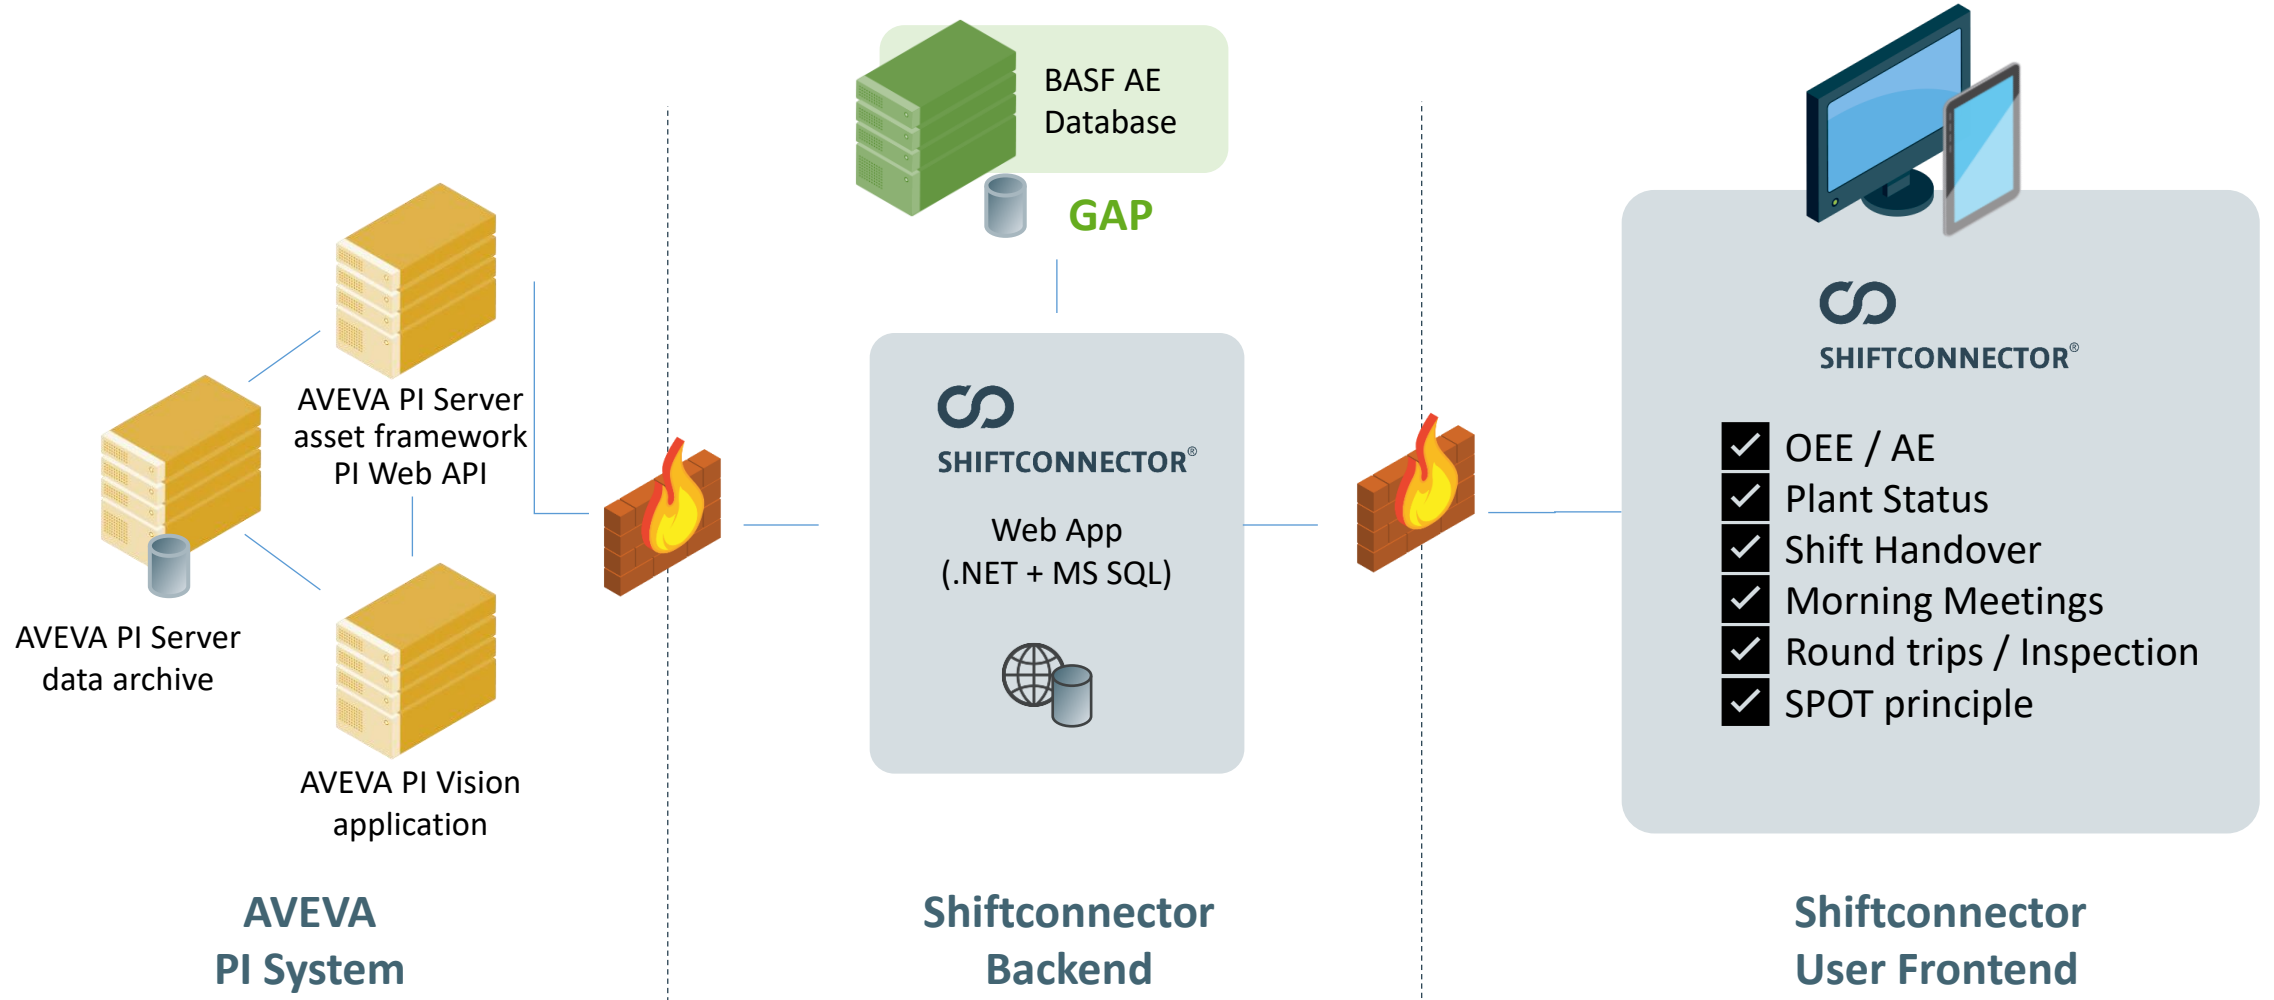 BASF AE
Database
GAP
AVEVA PI Server
asset framework
PI Web API
AVEVA PI Server
data archive
AVEVA PI Vision
application
SHIFTCONNECTOR®
Web App
(.NET + MS SQL)
SHIFTCONNECTOR®
OEE / AE
Plant Status
Shift Handover
Morning Meetings
Round trips / Inspection
SPOT principle
AVEVA
PI System
Shiftconnector
Backend
Shiftconnector
User Frontend